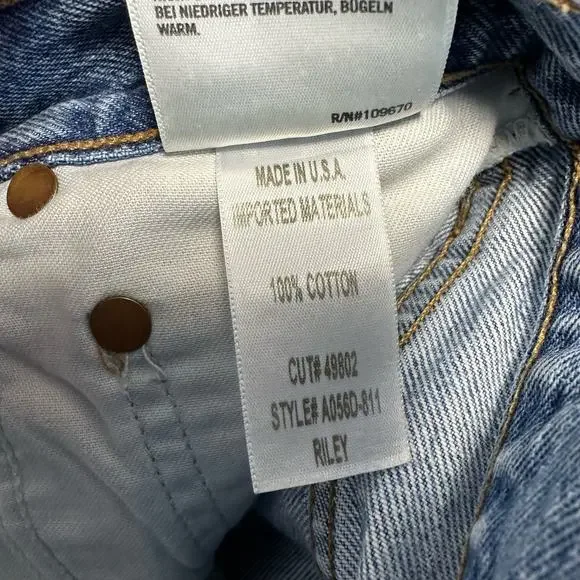 BEI NIEDRIGER TEMPERATUR, BÜGELN
WARM.
R/N#109670
MADE IN U.S.A.
IMPORTED MATERIALS
100% COTTON
CUT# 49802
STYLE# A056D-811
RILEY